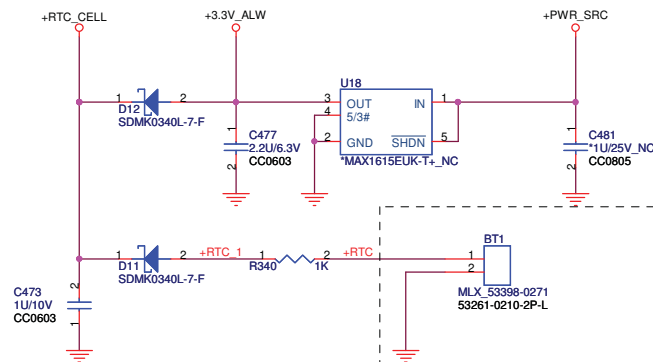 +RTC_CELL
+3.3V_ALW
+PWR_SRC
U18
1
2
3
OUT
IN
1
D12
4
5/3#
SDMK0340L-7-F
1
C477
1
C481
2.2U/6.3V
2
GND
SHDN
5
*1U/25V_NC
2
CC0603
2
CC0805
*MAX1615EUK-T+_NC
BT1
1
2
+RTC_1
1
2
+RTC
1
D11
R340
1K
2
SDMK0340L-7-F
C473
2
MLX_53398-0271
1U/10V
53261-0210-2P-L
CC0603
1